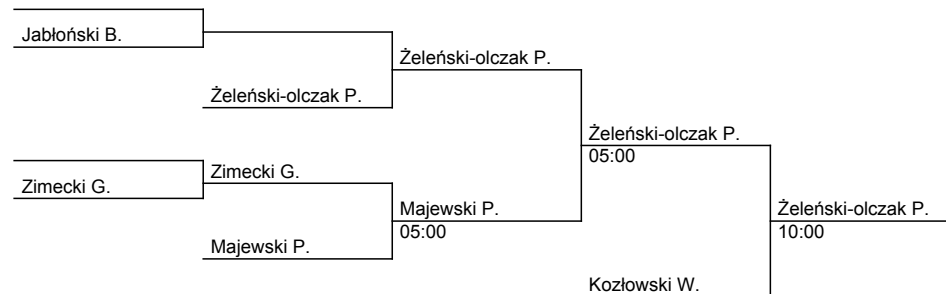 Jabłoński B.
Żeleński-olczak P.
Żeleński-olczak P.
Żeleński-olczak P.
05:00
Zimecki G.
Zimecki G.
Majewski P.
05:00
Żeleński-olczak P.
10:00
Majewski P.
Kozłowski W.